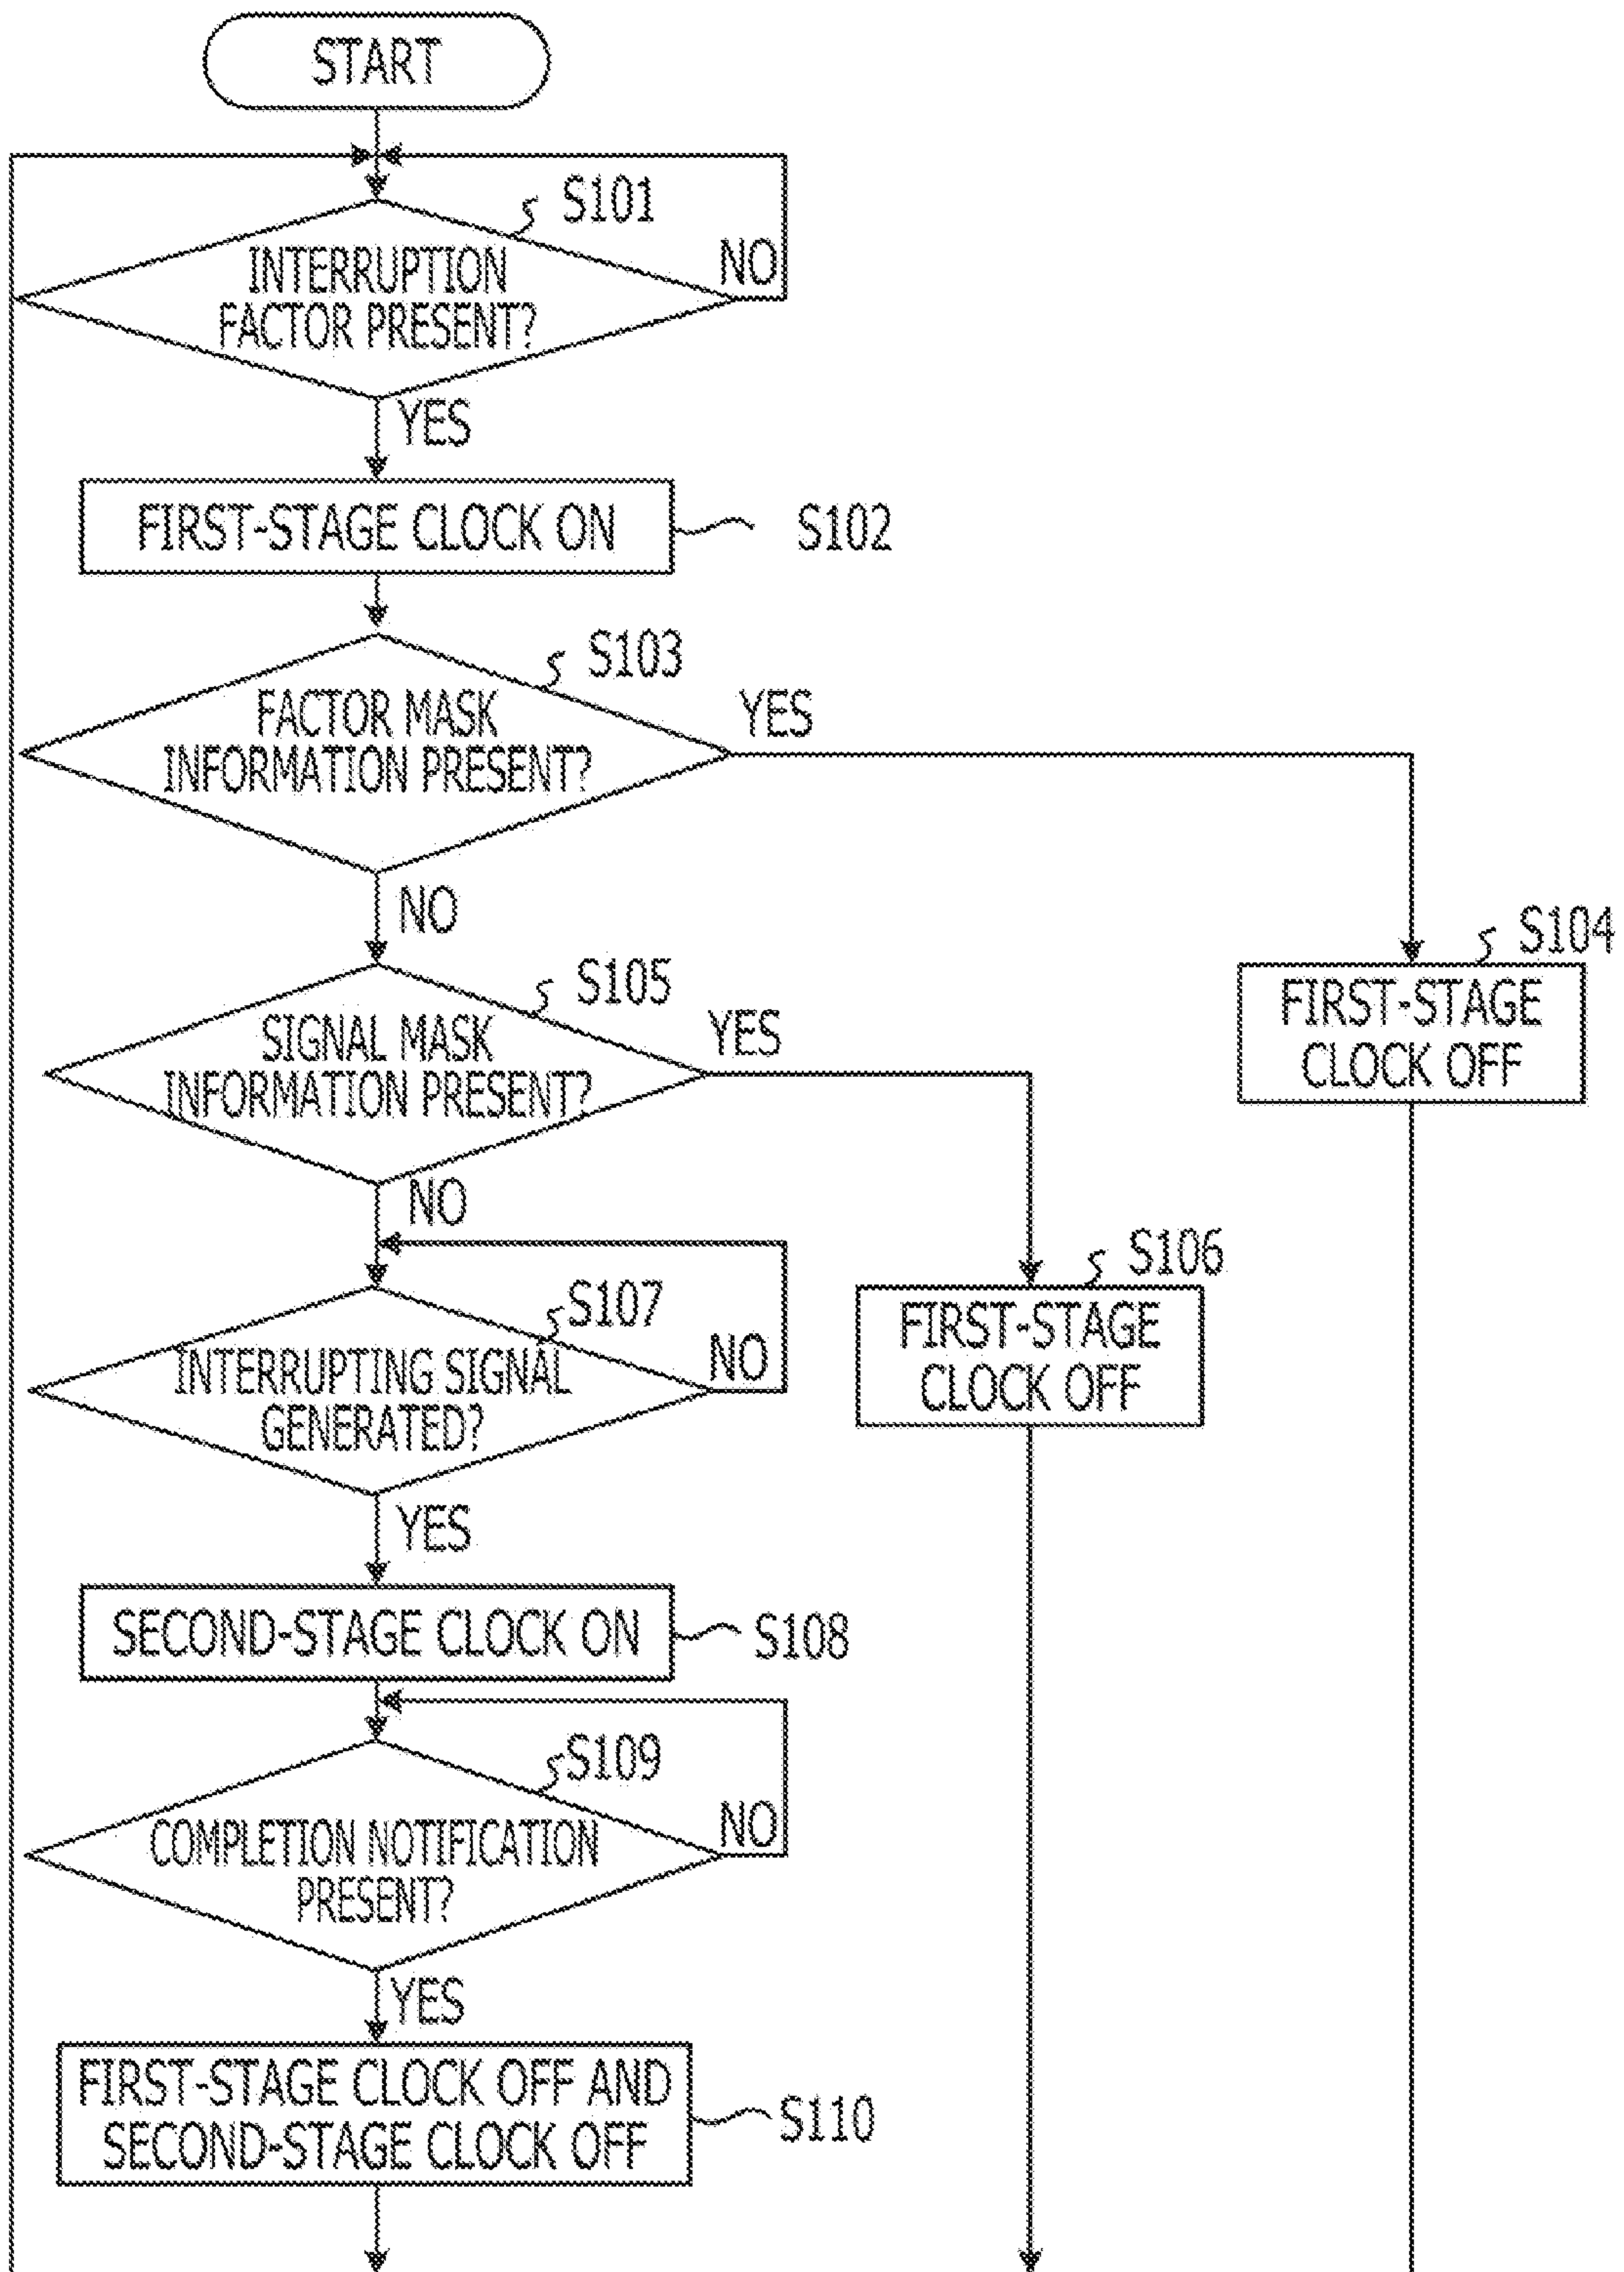 START
S101
INTERRUPTION
FACTOR PRESENT?
NO
YES
FIRST-STAGE CLOCK ON
S102
S103
FACTOR MASK
INFORMATION PRESENT?
YES
NO
S104
FIRST-STAGE
CLOCK OFF
S105
SIGNAL MASK
INFORMATION PRESENT?
YES
NO
S106
FIRST-STAGE
CLOCK OFF
S107
INTERRUPTING SIGNAL
GENERATED?
NO
YES
SECOND-STAGE CLOCK ON
S108
S109
COMPLETION NOTIFICATION
PRESENT?
NO
YES
FIRST-STAGE CLOCK OFF AND
SECOND-STAGE CLOCK OFF
S110